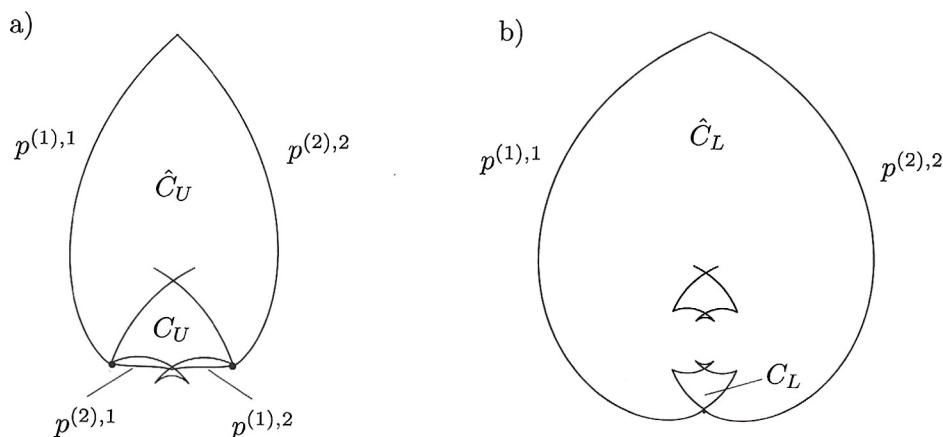 a)
p^{(1),1}
p^{(2),2}
Ĉ_U
C_U
p^{(2),1}
p^{(1),2}
b)
p^{(1),1}
p^{(2),2}
Ĉ_L
C_L